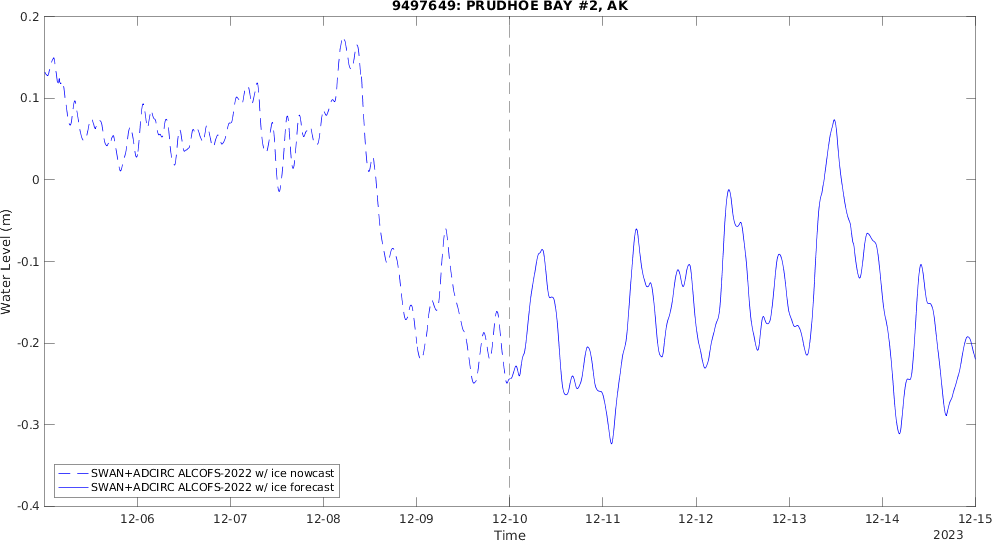 9497649: PRUDHOE BAY #2, AK
0.2
0.1
0
-0.1
-0.2
-0.3
-0.4
Water Level (m)
SWAN+ADCIRC ALCOFS-2022 w/ ice nowcast
SWAN+ADCIRC ALCOFS-2022 w/ ice forecast
12-06 12-07 12-08 12-09 12-10 12-11 12-12 12-13 12-14 12-15
Time
2023